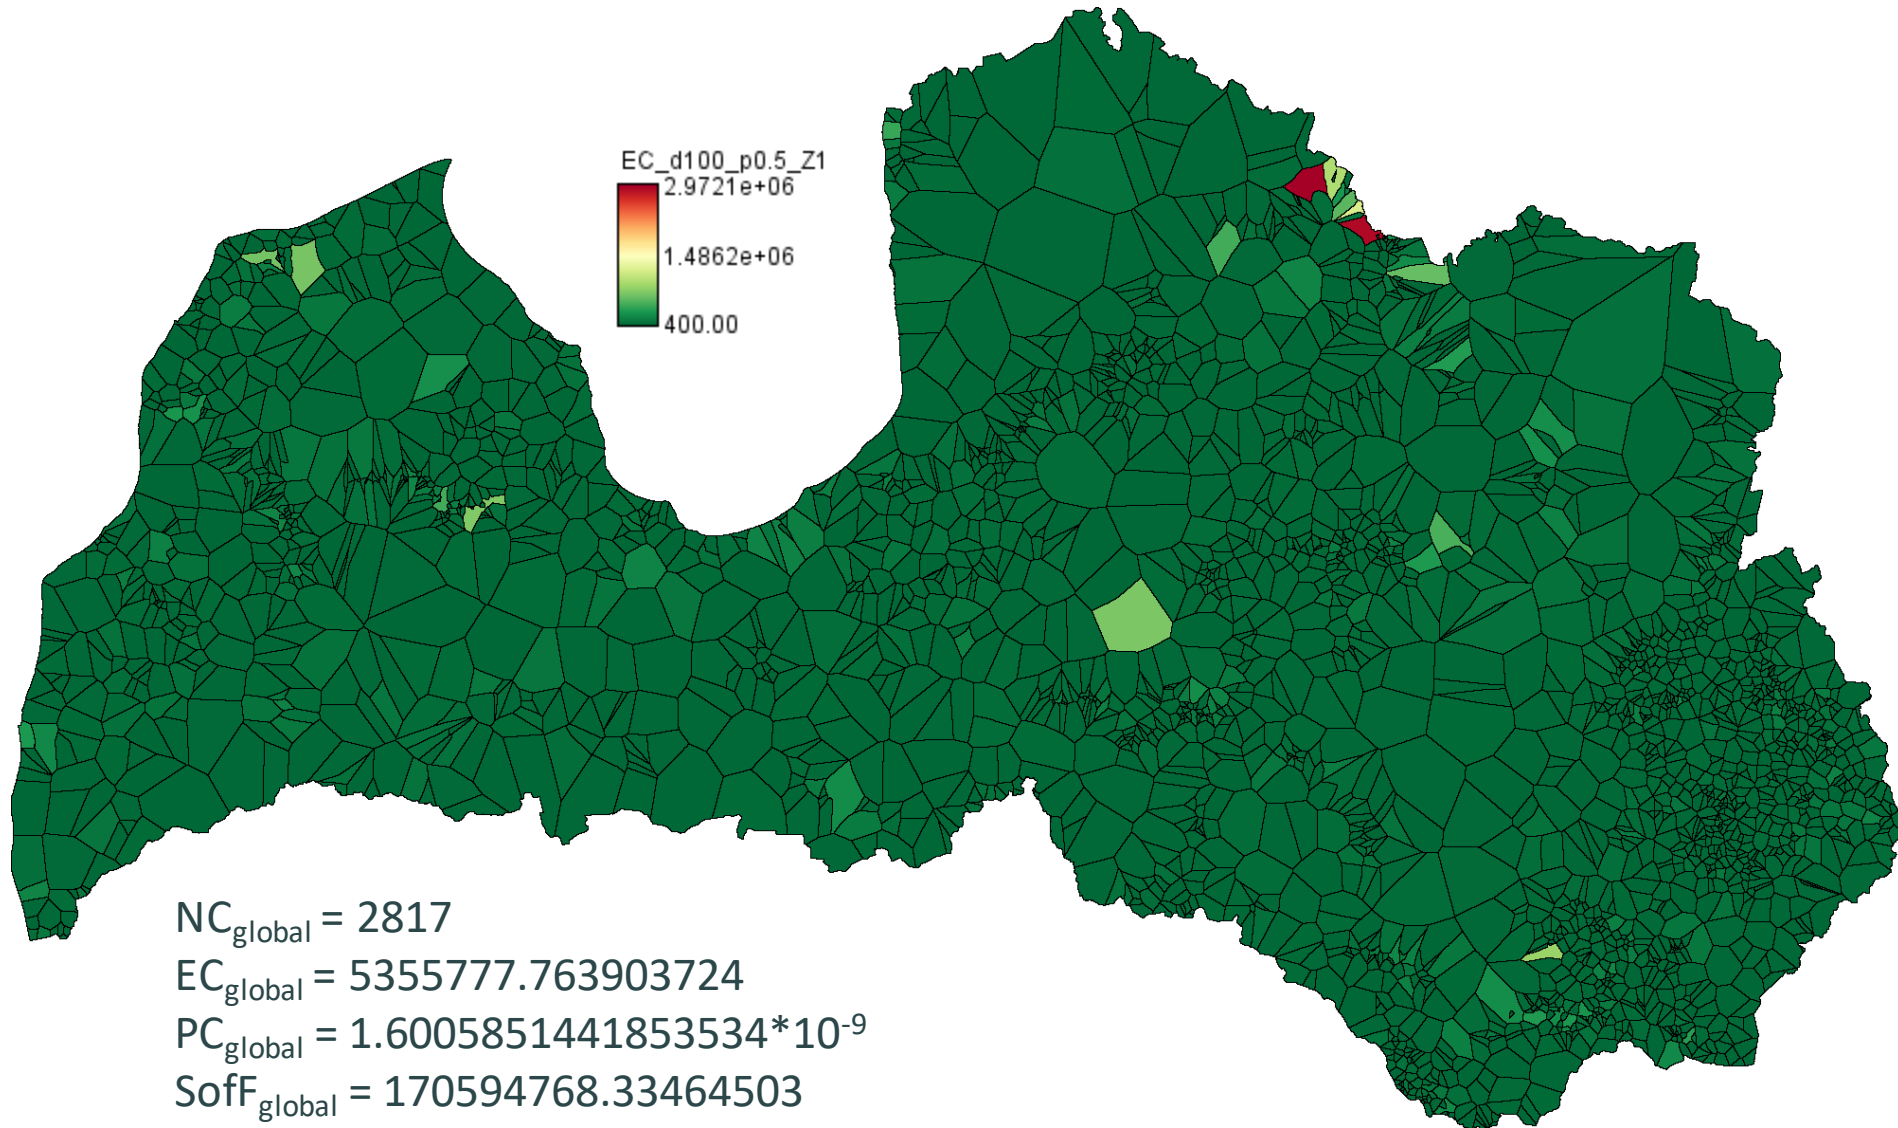 EC_d100_p0.5_Z1
2.9721e+06
1.4862e+06
400.00
NCglobal = 2817
ECglobal = 5355777.763903724
PCglobal = 1.6005851441853534*10-9
SofFglobal = 170594768.33464503